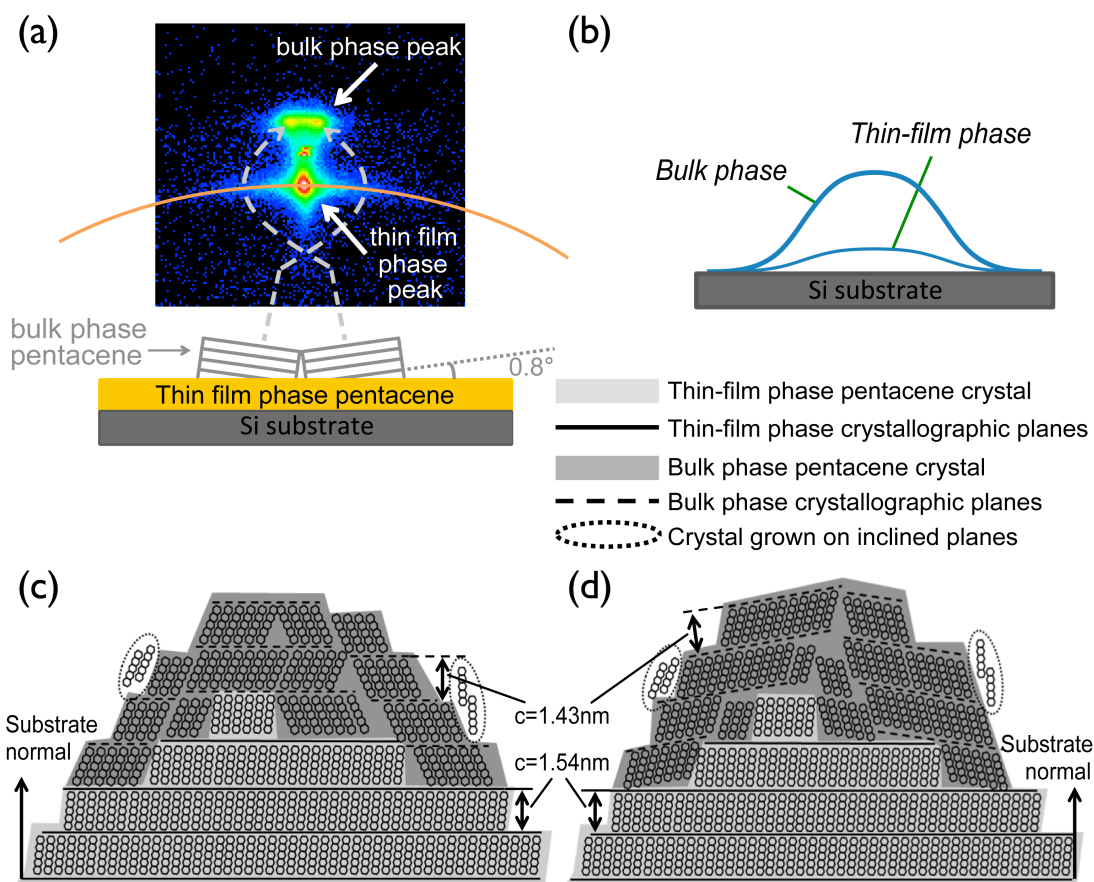 (a)
bulk phase peak
thin film
phase
peak
bulk phase
pentacene
0.8°
Thin film phase pentacene
Si substrate
(b)
Thin-film phase
Bulk phase
Si substrate
Thin-film phase pentacene crystal
Thin-film phase crystallographic planes
Bulk phase pentacene crystal
Bulk phase crystallographic planes
Crystal grown on inclined planes
(c)
Substrate
normal
c=1.43nm
c=1.54nm
(d)
Substrate
normal